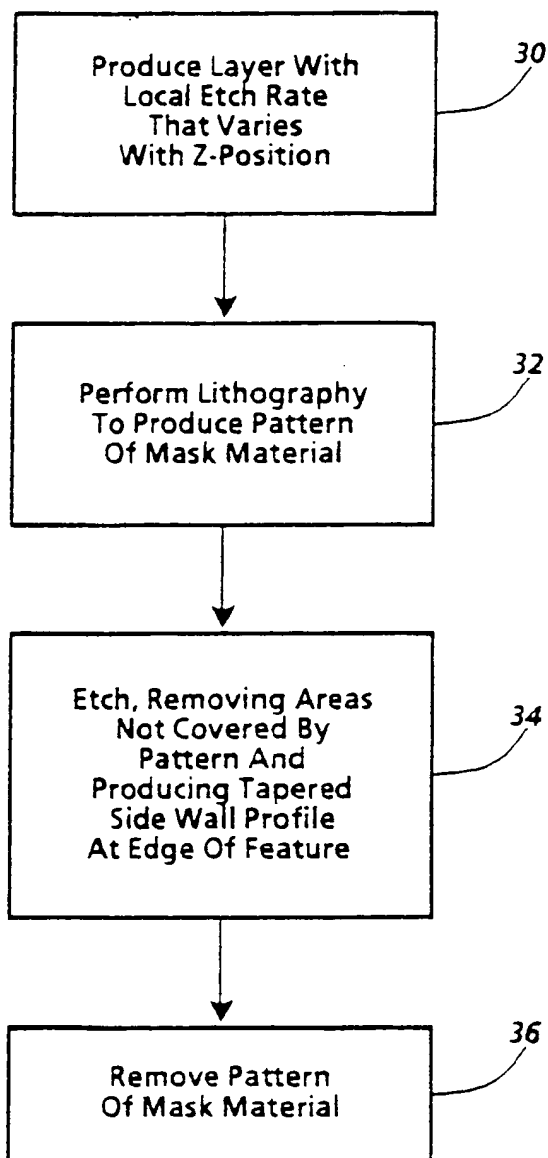 Produce Layer With
Local Etch Rate
That Varies
With Z-Position
30
Perform Lithography
To Produce Pattern
Of Mask Material
32
Etch, Removing Areas
Not Covered By
Pattern And
Producing Tapered
Side Wall Profile
At Edge Of Feature
34
Remove Pattern
Of Mask Material
36